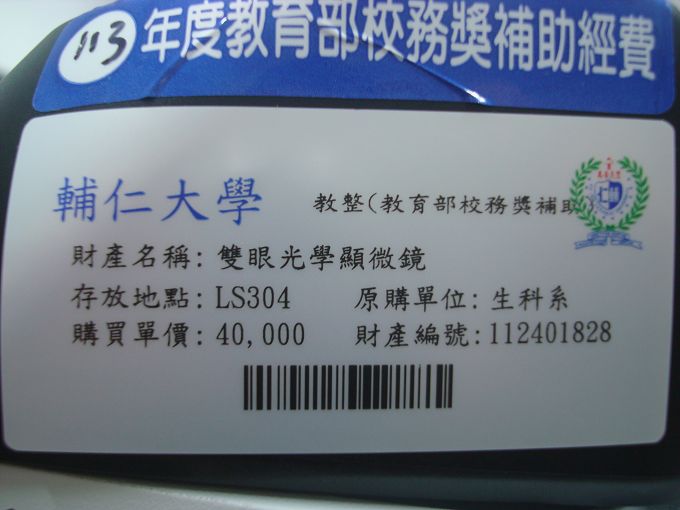 113 年度教育部校務獎補助經費
輔仁大學 教整(教育部校務獎補助
財產名稱: 雙眼光學顯微鏡
存放地點: LS304 原購單位: 生科系
購買單價: 40,000 財產編號: 112401828